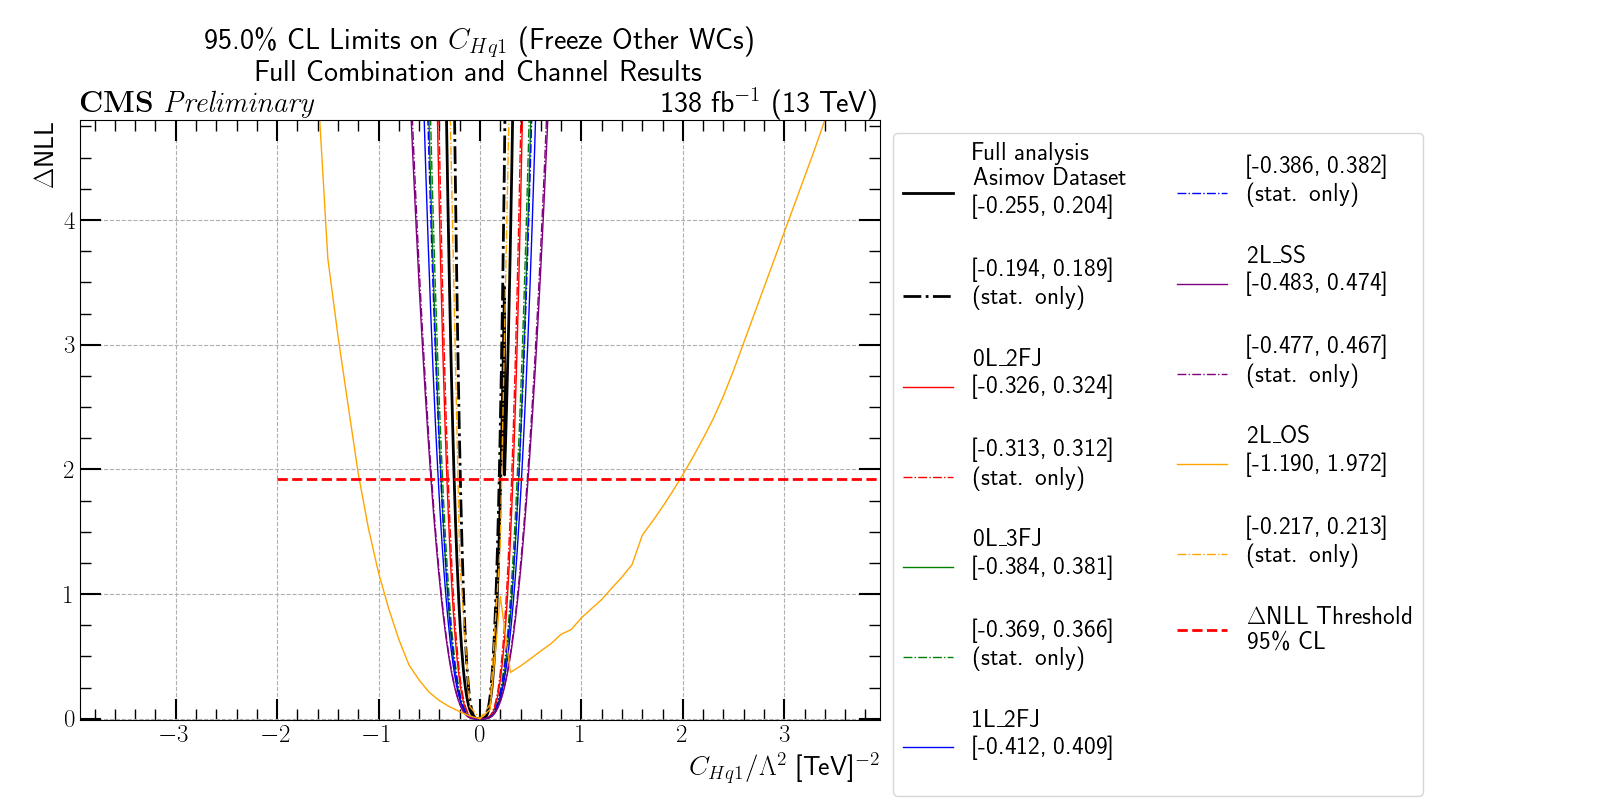 95.0% CL Limits on C_{Hq1} (Freeze Other WCs)
Full Combination and Channel Results
CMS Preliminary
138 fb^{-1} (13 TeV)
ΔNLL
4
3
2
1
0
−3
−2
−1
0
1
2
3
C_{Hq1}/Λ^2 [TeV]^{-2}
Full analysis
Asimov Dataset
[-0.255, 0.204]
[-0.194, 0.189]
(stat. only)
0L_2FJ
[-0.326, 0.324]
[-0.313, 0.312]
(stat. only)
0L_3FJ
[-0.384, 0.381]
[-0.369, 0.366]
(stat. only)
1L_2FJ
[-0.412, 0.409]
[-0.386, 0.382]
(stat. only)
2L_SS
[-0.483, 0.474]
[-0.477, 0.467]
(stat. only)
2L_OS
[-1.190, 1.972]
[-0.217, 0.213]
(stat. only)
ΔNLL Threshold
95% CL